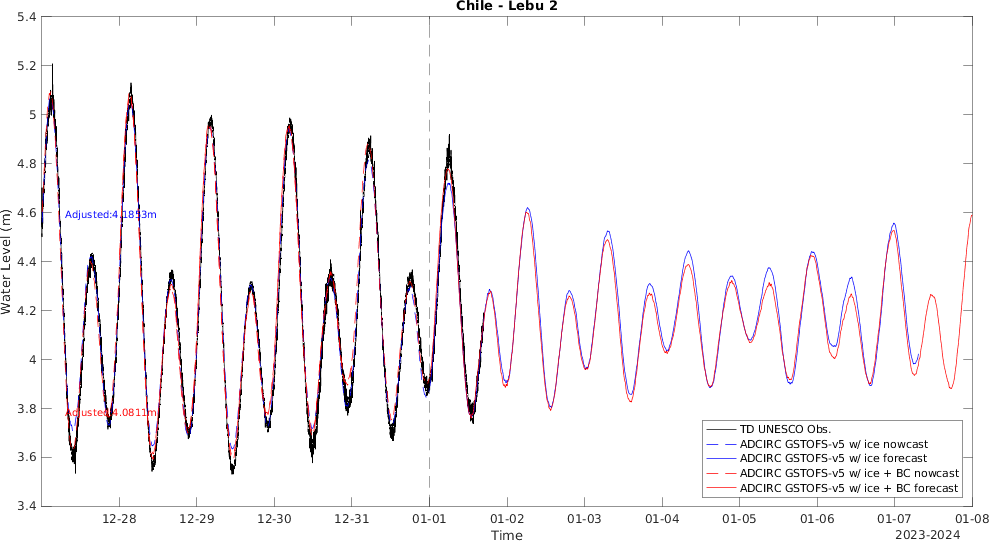 Chile - Lebu 2
5.4
5.2
5
4.8
4.6
4.4
4.2
4
3.8
3.6
3.4
Water Level (m)
Adjusted:4.1853m
Adjusted:4.0811m
TD UNESCO Obs.
ADCIRC GSTOFS-v5 w/ ice nowcast
ADCIRC GSTOFS-v5 w/ ice forecast
ADCIRC GSTOFS-v5 w/ ice + BC nowcast
ADCIRC GSTOFS-v5 w/ ice + BC forecast
12-28 12-29 12-30 12-31 01-01 01-02 01-03 01-04 01-05 01-06 01-07 01-08
Time
2023-2024